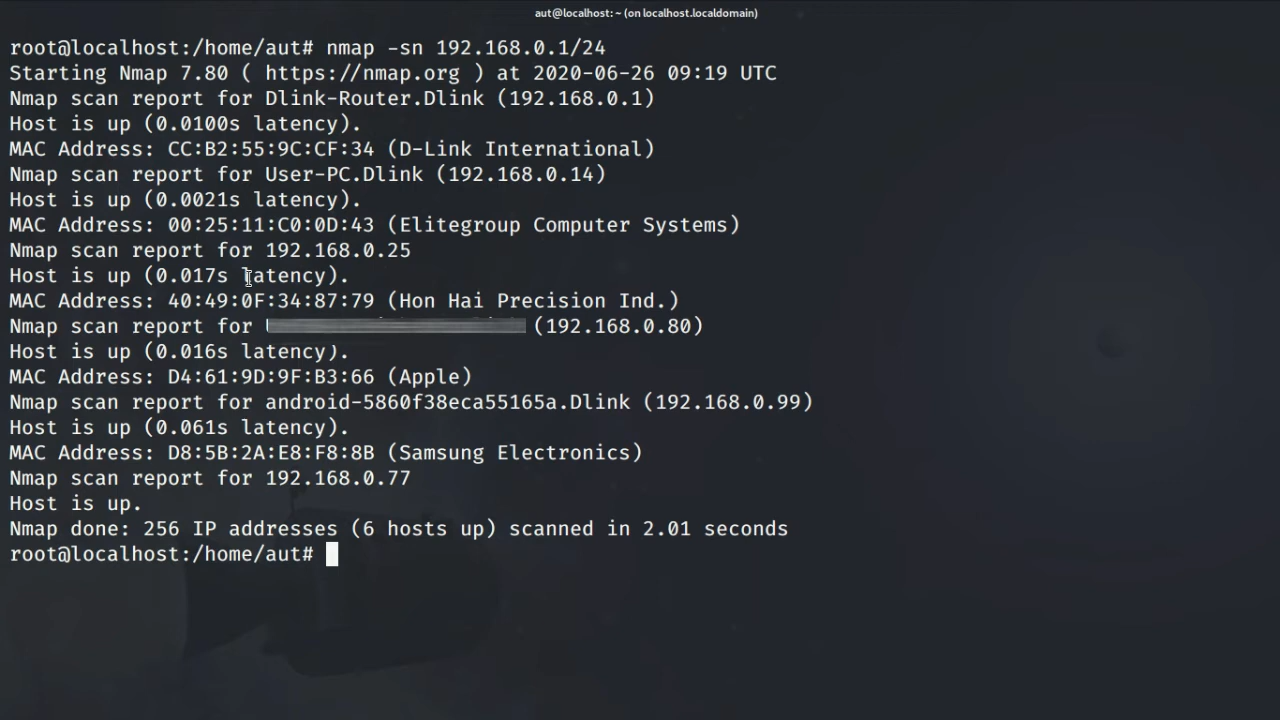 aut@localhost: ~ (on localhost.localdomain)
root@localhost:/home/aut# nmap -sn 192.168.0.1/24
Starting Nmap 7.80 ( https://nmap.org ) at 2020-06-26 09:19 UTC
Nmap scan report for Dlink-Router.Dlink (192.168.0.1)
Host is up (0.0100s latency).
MAC Address: CC:B2:55:9C:CF:34 (D-Link International)
Nmap scan report for User-PC.Dlink (192.168.0.14)
Host is up (0.0021s latency).
MAC Address: 00:25:11:C0:0D:43 (Elitegroup Computer Systems)
Nmap scan report for 192.168.0.25
Host is up (0.017s latency).
MAC Address: 40:49:0F:34:87:79 (Hon Hai Precision Ind.)
Nmap scan report for (192.168.0.80)
Host is up (0.016s latency).
MAC Address: D4:61:9D:9F:B3:66 (Apple)
Nmap scan report for android-5860f38eca55165a.Dlink (192.168.0.99)
Host is up (0.061s latency).
MAC Address: D8:5B:2A:E8:F8:8B (Samsung Electronics)
Nmap scan report for 192.168.0.77
Host is up.
Nmap done: 256 IP addresses (6 hosts up) scanned in 2.01 seconds
root@localhost:/home/aut#